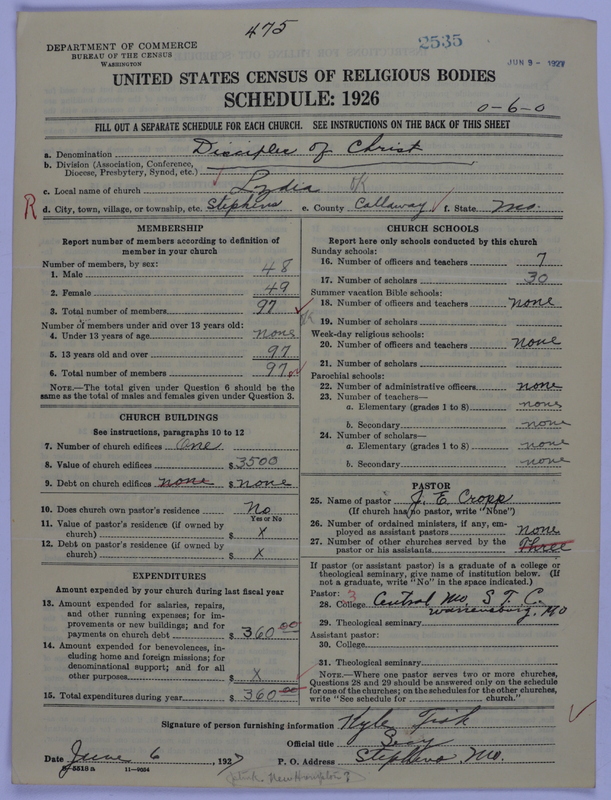 475
2535
DEPARTMENT OF COMMERCE
BUREAU OF THE CENSUS
WASHINGTON
JUN 9 - 1927
UNITED STATES CENSUS OF RELIGIOUS BODIES
SCHEDULE: 1926
0-6-0
FILL OUT A SEPARATE SCHEDULE FOR EACH CHURCH. SEE INSTRUCTIONS ON THE BACK OF THIS SHEET
a. Denomination Disciples of Christ
b. Division (Association, Conference, Diocese, Presbytery, Synod, etc.)
c. Local name of church Lydia OK
R d. City, town, village, or township, etc. Stephens e. County Callaway f. State Mo.
MEMBERSHIP
Report number of members according to definition of member in your church
Number of members, by sex:
1. Male 48
2. Female 49
3. Total number of members 97
Number of members under and over 13 years old:
4. Under 13 years of age none
5. 13 years old and over 97
6. Total number of members 97
NOTE.—The total given under Question 6 should be the same as the total of males and females given under Question 3.
CHURCH BUILDINGS
See instructions, paragraphs 10 to 12
7. Number of church edifices One
8. Value of church edifices $ 3500
9. Debt on church edifices none $ none
10. Does church own pastor's residence No
Yes or No
11. Value of pastor's residence (if owned by church) $ X
12. Debt on pastor's residence (if owned by church) $ X
EXPENDITURES
Amount expended by your church during last fiscal year
13. Amount expended for salaries, repairs, and other running expenses; for improvements or new buildings; and for payments on church debt $ 360 00
14. Amount expended for benevolences, including home and foreign missions; for denominational support; and for all other purposes $ X
15. Total expenditures during year $ 360 00
CHURCH SCHOOLS
Report here only schools conducted by this church
Sunday schools:
16. Number of officers and teachers 7
17. Number of scholars 30
Summer vacation Bible schools:
18. Number of officers and teachers none
19. Number of scholars
Week-day religious schools:
20. Number of officers and teachers none
21. Number of scholars
Parochial schools:
22. Number of administrative officers none
23. Number of teachers—
a. Elementary (grades 1 to 8) none
b. Secondary none
24. Number of scholars—
a. Elementary (grades 1 to 8) none
b. Secondary none
PASTOR
25. Name of pastor J. E. Cropp
(If church has no pastor, write "None")
26. Number of ordained ministers, if any, employed as assistant pastors none
27. Number of other churches served by the pastor or his assistants Three
3
If pastor (or assistant pastor) is a graduate of a college or theological seminary, give name of institution below. (If not a graduate, write "No" in the space indicated.)
Pastor:
28. College Central Mo. S. T. C.
Warrensburg, Mo
29. Theological seminary
Assistant pastor:
30. College
31. Theological seminary
NOTE.—Where one pastor serves two or more churches, Questions 28 and 29 should be answered only on the schedule for one of the churches; on the schedules for the other churches, write "See schedule for church."
Signature of person furnishing information Kyle Fish
Official title Secy
Date June 6, 1927 P. O. Address Stephens Mo.
11—9664